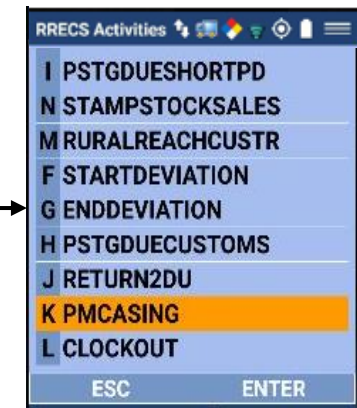 RRECS Activities
I PSTGDUESHORTPD
N STAMPSTOCKSALES
M RURALREACHCUSTR
F STARTDEVIATION
G ENDDEVIATION
H PSTGDUECUSTOMS
J RETURN2DU
K PMCASING
L CLOCKOUT
ESC ENTER